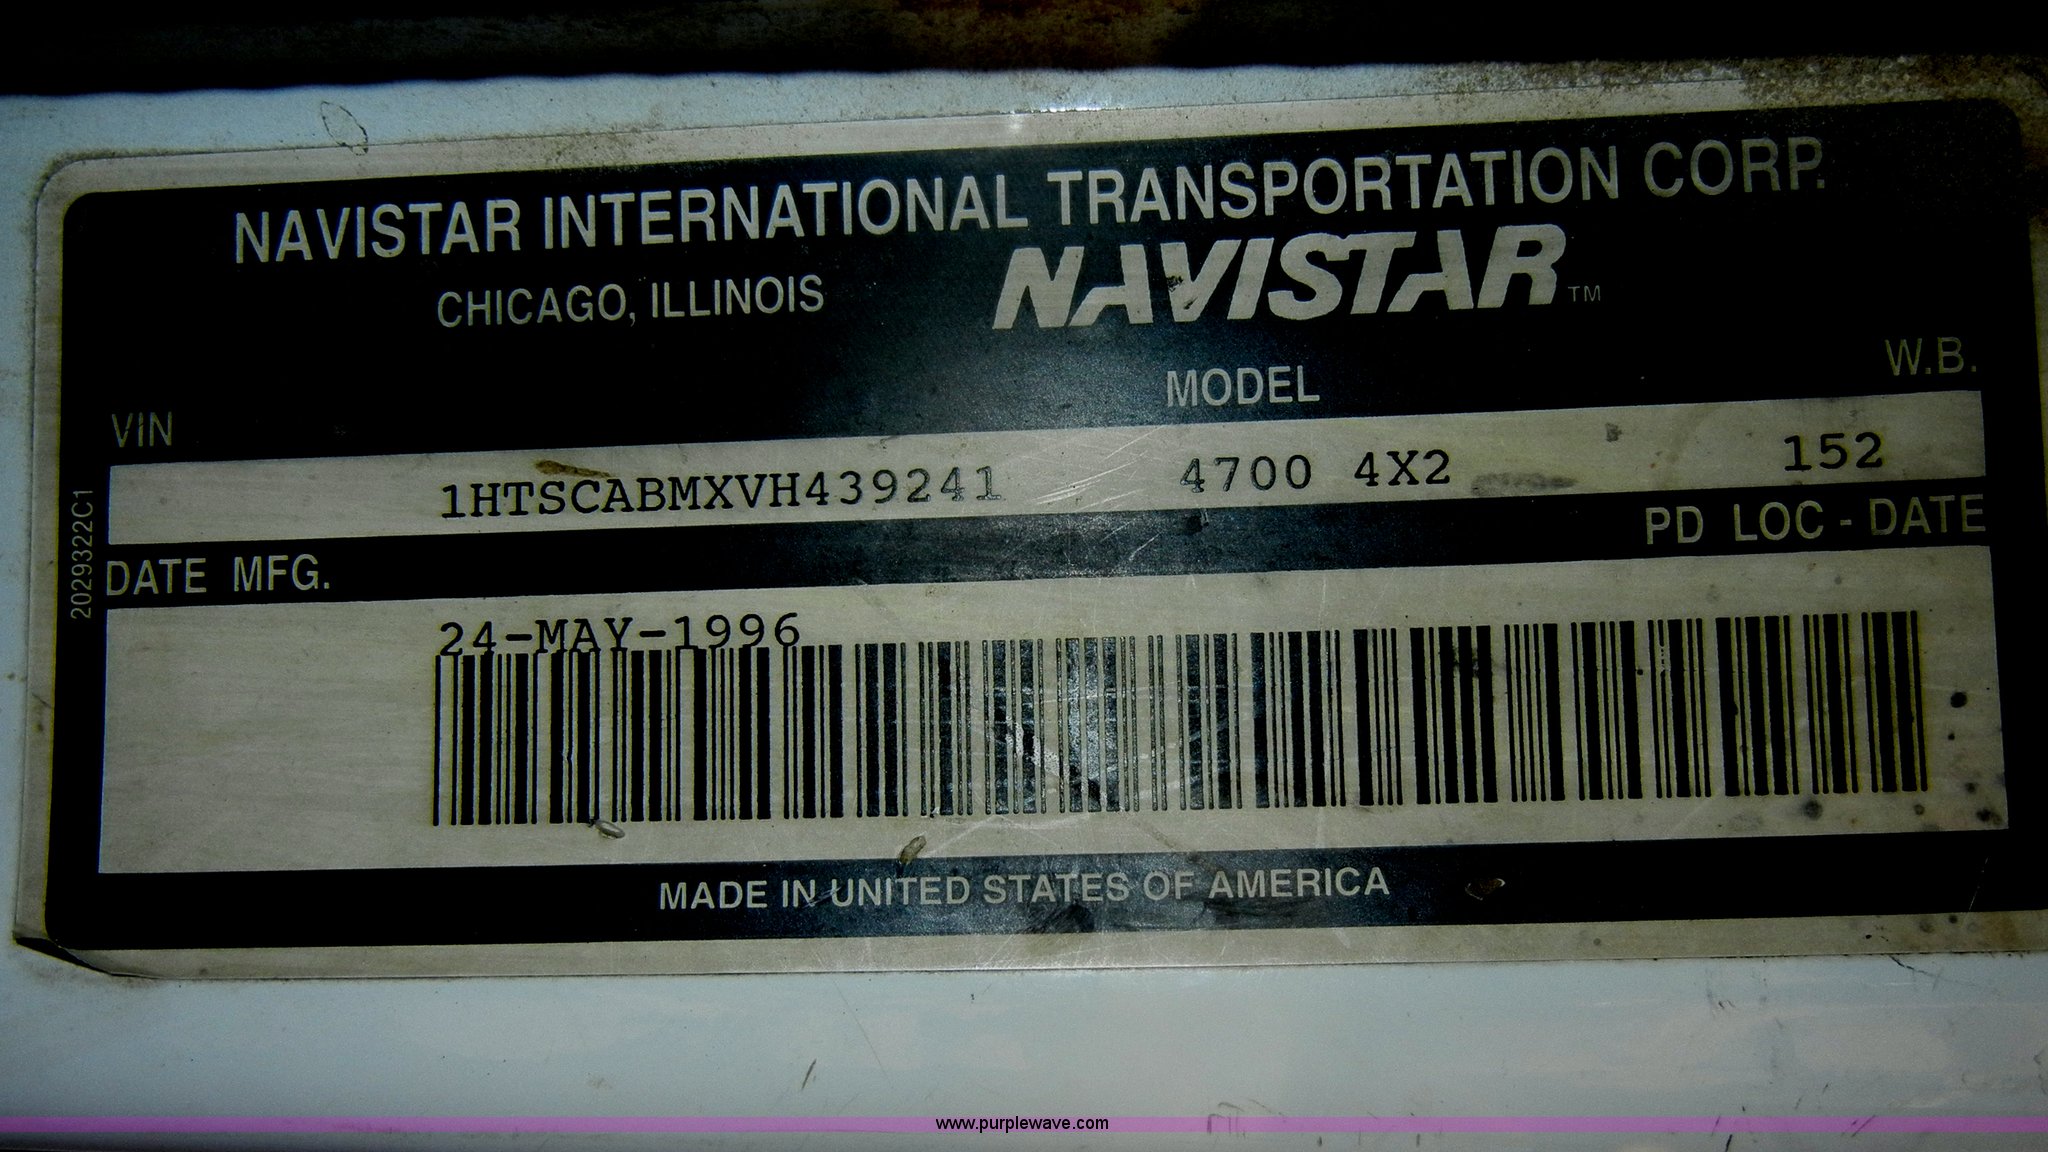 NAVISTAR INTERNATIONAL TRANSPORTATION CORP.
CHICAGO, ILLINOIS
NAVISTAR™
VIN
MODEL
W.B.
1HTSCABMXVH439241 4700 4X2 152
DATE MFG.
PD LOC - DATE
24-MAY-1996
2029322C1
MADE IN UNITED STATES OF AMERICA
www.purplewave.com